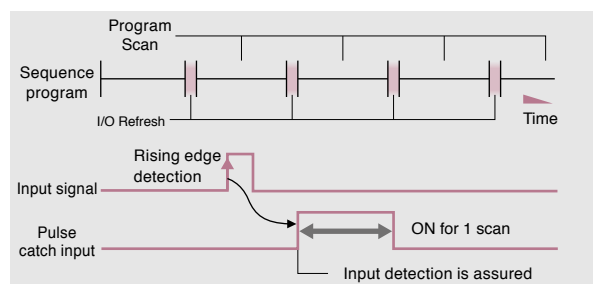 Program
Scan
Sequence
program
I/O Refresh
Time
Rising edge
detection
Input signal
Pulse
catch input
ON for 1 scan
Input detection is assured